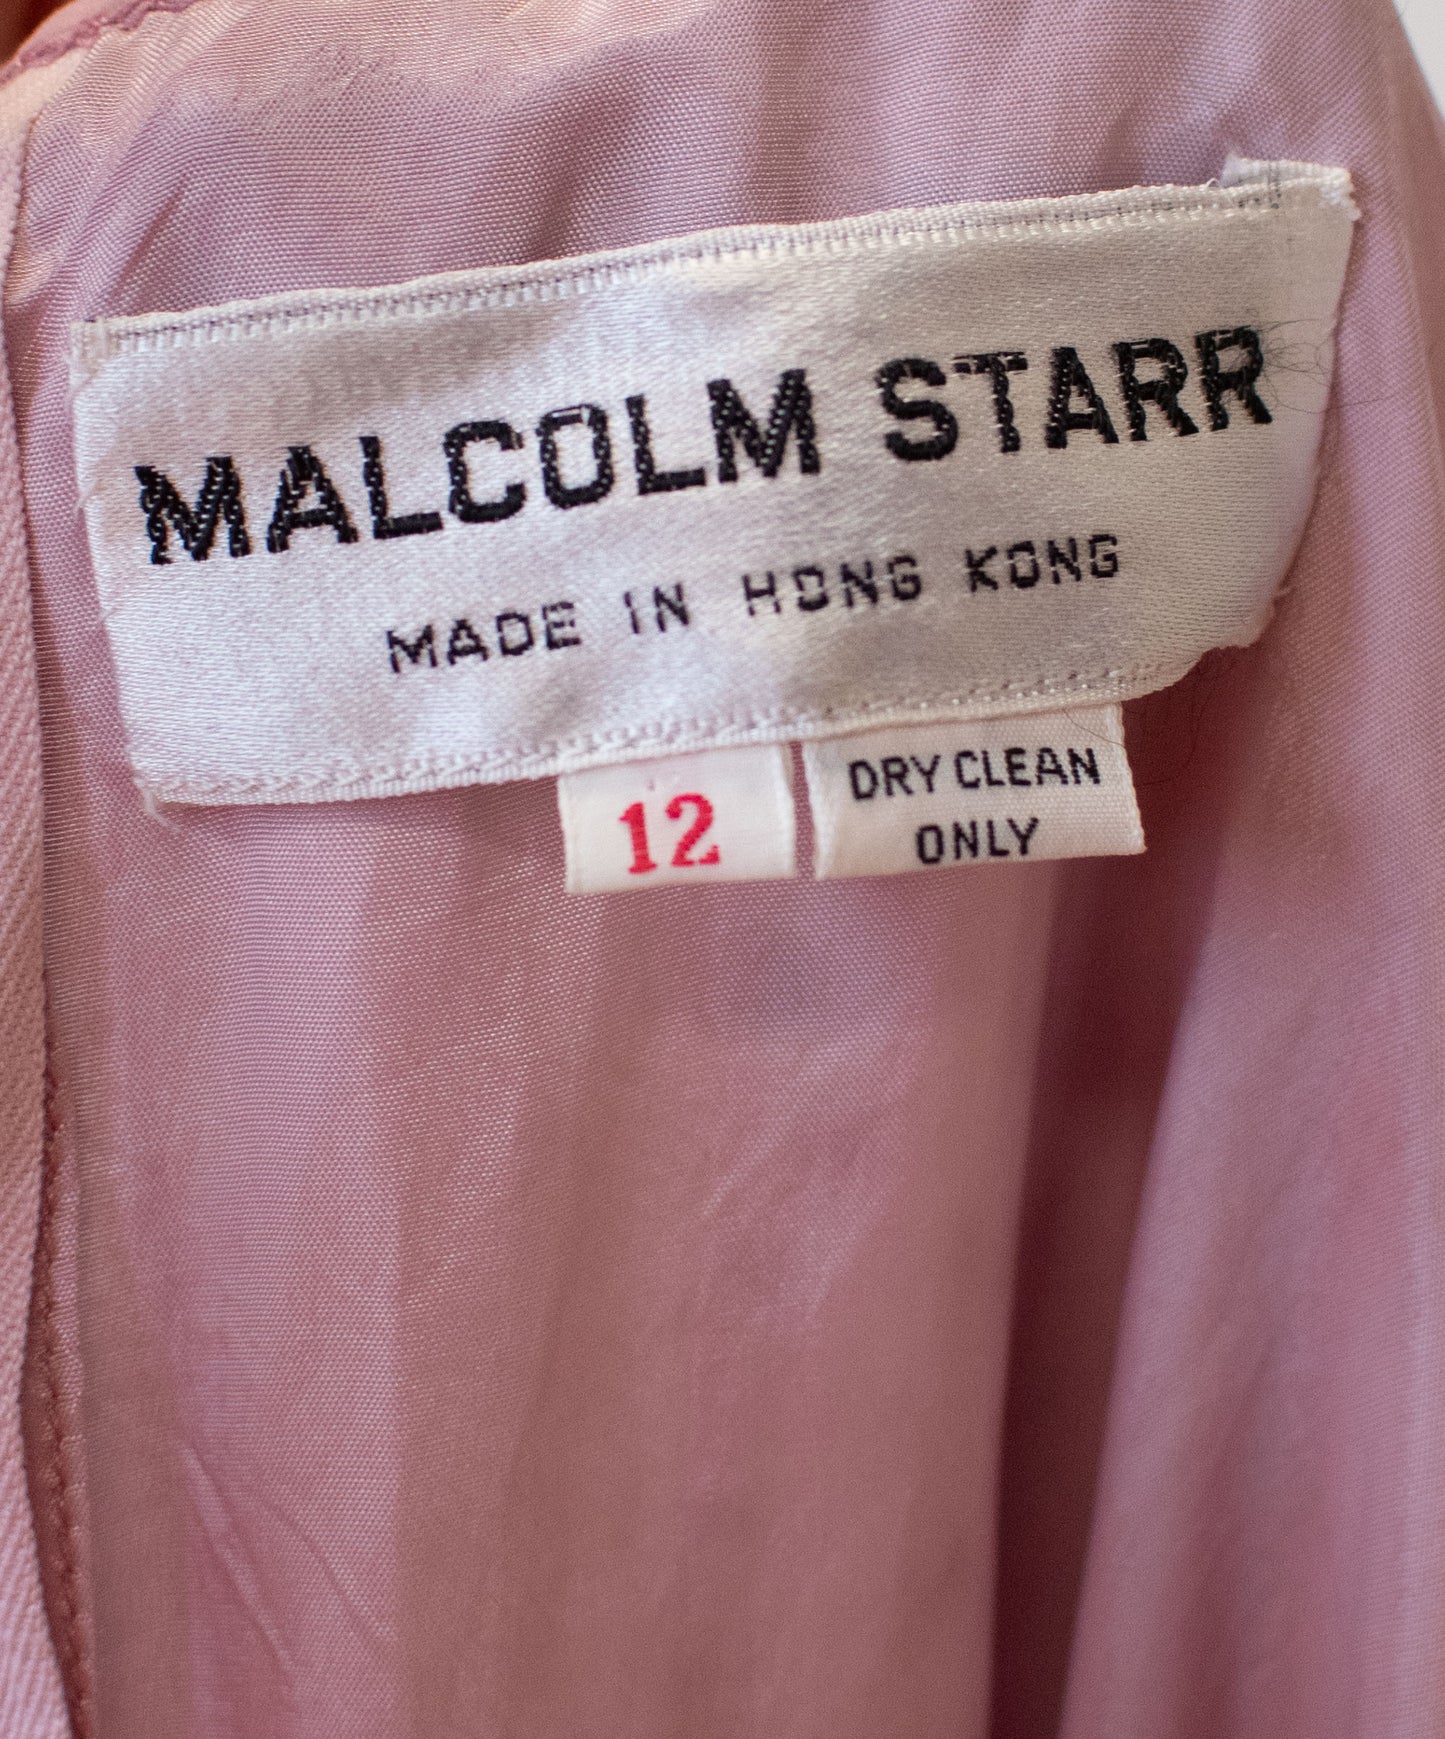 MALCOLM STARR
MADE IN HONG KONG
12
DRY CLEAN
ONLY